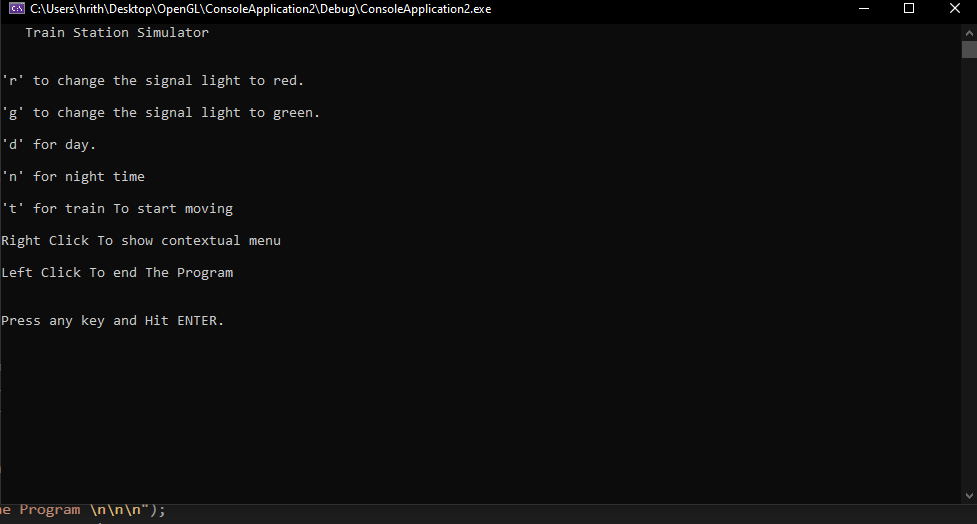 C:\Users\hrith\Desktop\OpenGL\ConsoleApplication2\Debug\ConsoleApplication2.exe
Train Station Simulator
'r' to change the signal light to red.
'g' to change the signal light to green.
'd' for day.
'n' for night time
't' for train To start moving
Right Click To show contextual menu
Left Click To end The Program
Press any key and Hit ENTER.
e Program \n\n\n");